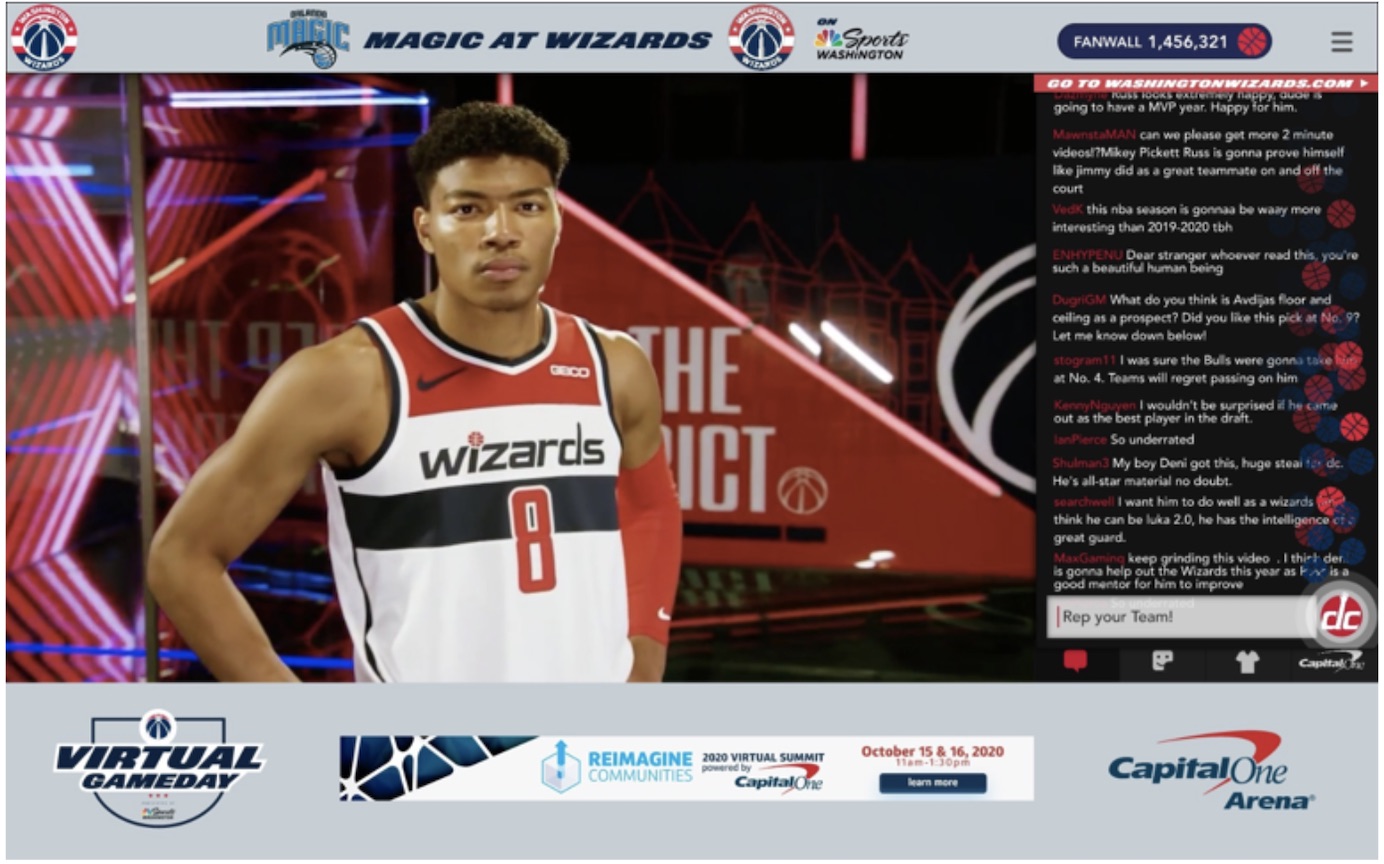 WASHINGTON
WIZARDS
ORLANDO
MAGIC
MAGIC AT WIZARDS
WASHINGTON
WIZARDS
ON
Sports
WASHINGTON
FANWALL 1,456,321
GO TO WASHINGTONWIZARDS.COM
Russ looks extremely happy, dude is
going to have a MVP year. Happy for him.
MawnstaMAN can we please get more 2 minute
videos!?Mikey Pickett Russ is gonna prove himself
like jimmy did as a great teammate on and off the
court
VedK this nba season is gonnaa be waay more
interesting than 2019-2020 tbh
ENHYPENU Dear stranger whoever read this, you're
such a beautiful human being
DugriGM What do you think is Avdijas floor and
ceiling as a prospect? Did you like this pick at No. 9?
Let me know down below!
stogram11 I was sure the Bulls were gonna take him
at No. 4. Teams will regret passing on him
KennyNguyen I wouldn't be surprised if he came
out as the best player in the draft.
IanPierce So underrated
Shulman3 My boy Deni got this, huge steal for dc.
He's all-star material no doubt.
searchwell I want him to do well as a wizards
think he can be luka 2.0, he has the intelligence of a
great guard.
MaxGaming keep grinding this video . I think
is gonna help out the Wizards this year as is a
good mentor for him to improve
So underrated
Rep your Team!
dc
Capital One
THE
RICT
GEICO
wizards
8
VIRTUAL
GAMEDAY
Sports
WASHINGTON
REIMAGINE
COMMUNITIES
2020 VIRTUAL SUMMIT
powered by
Capital One
October 15 & 16, 2020
11am-1:30pm
learn more
Capital One
Arena